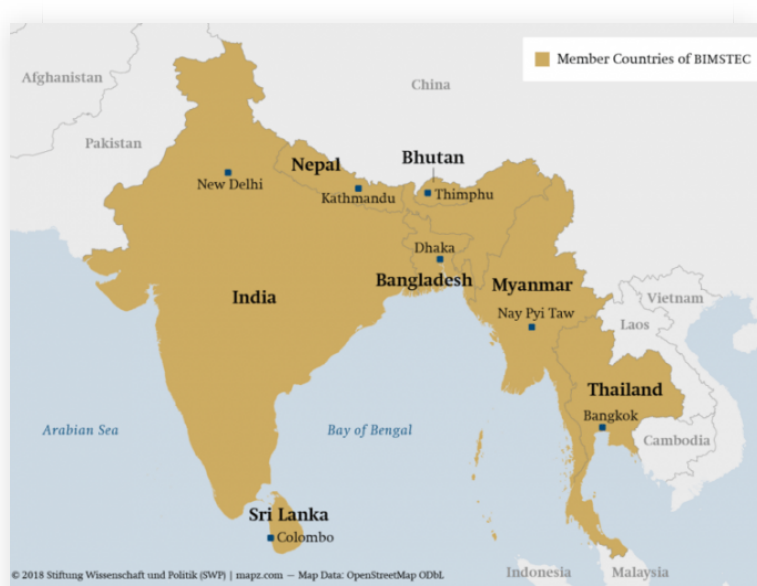 Member Countries of BIMSTEC
Afghanistan
China
Pakistan
Nepal
Bhutan
New Delhi
Kathmandu
Thimphu
Dhaka
India
Bangladesh
Myanmar
Nay Pyi Taw
Vietnam
Laos
Thailand
Bangkok
Arabian Sea
Bay of Bengal
Cambodia
Sri Lanka
Colombo
Indonesia
Malaysia
© 2018 Stiftung Wissenschaft und Politik (SWP) | mapz.com — Map Data: OpenStreetMap ODbL